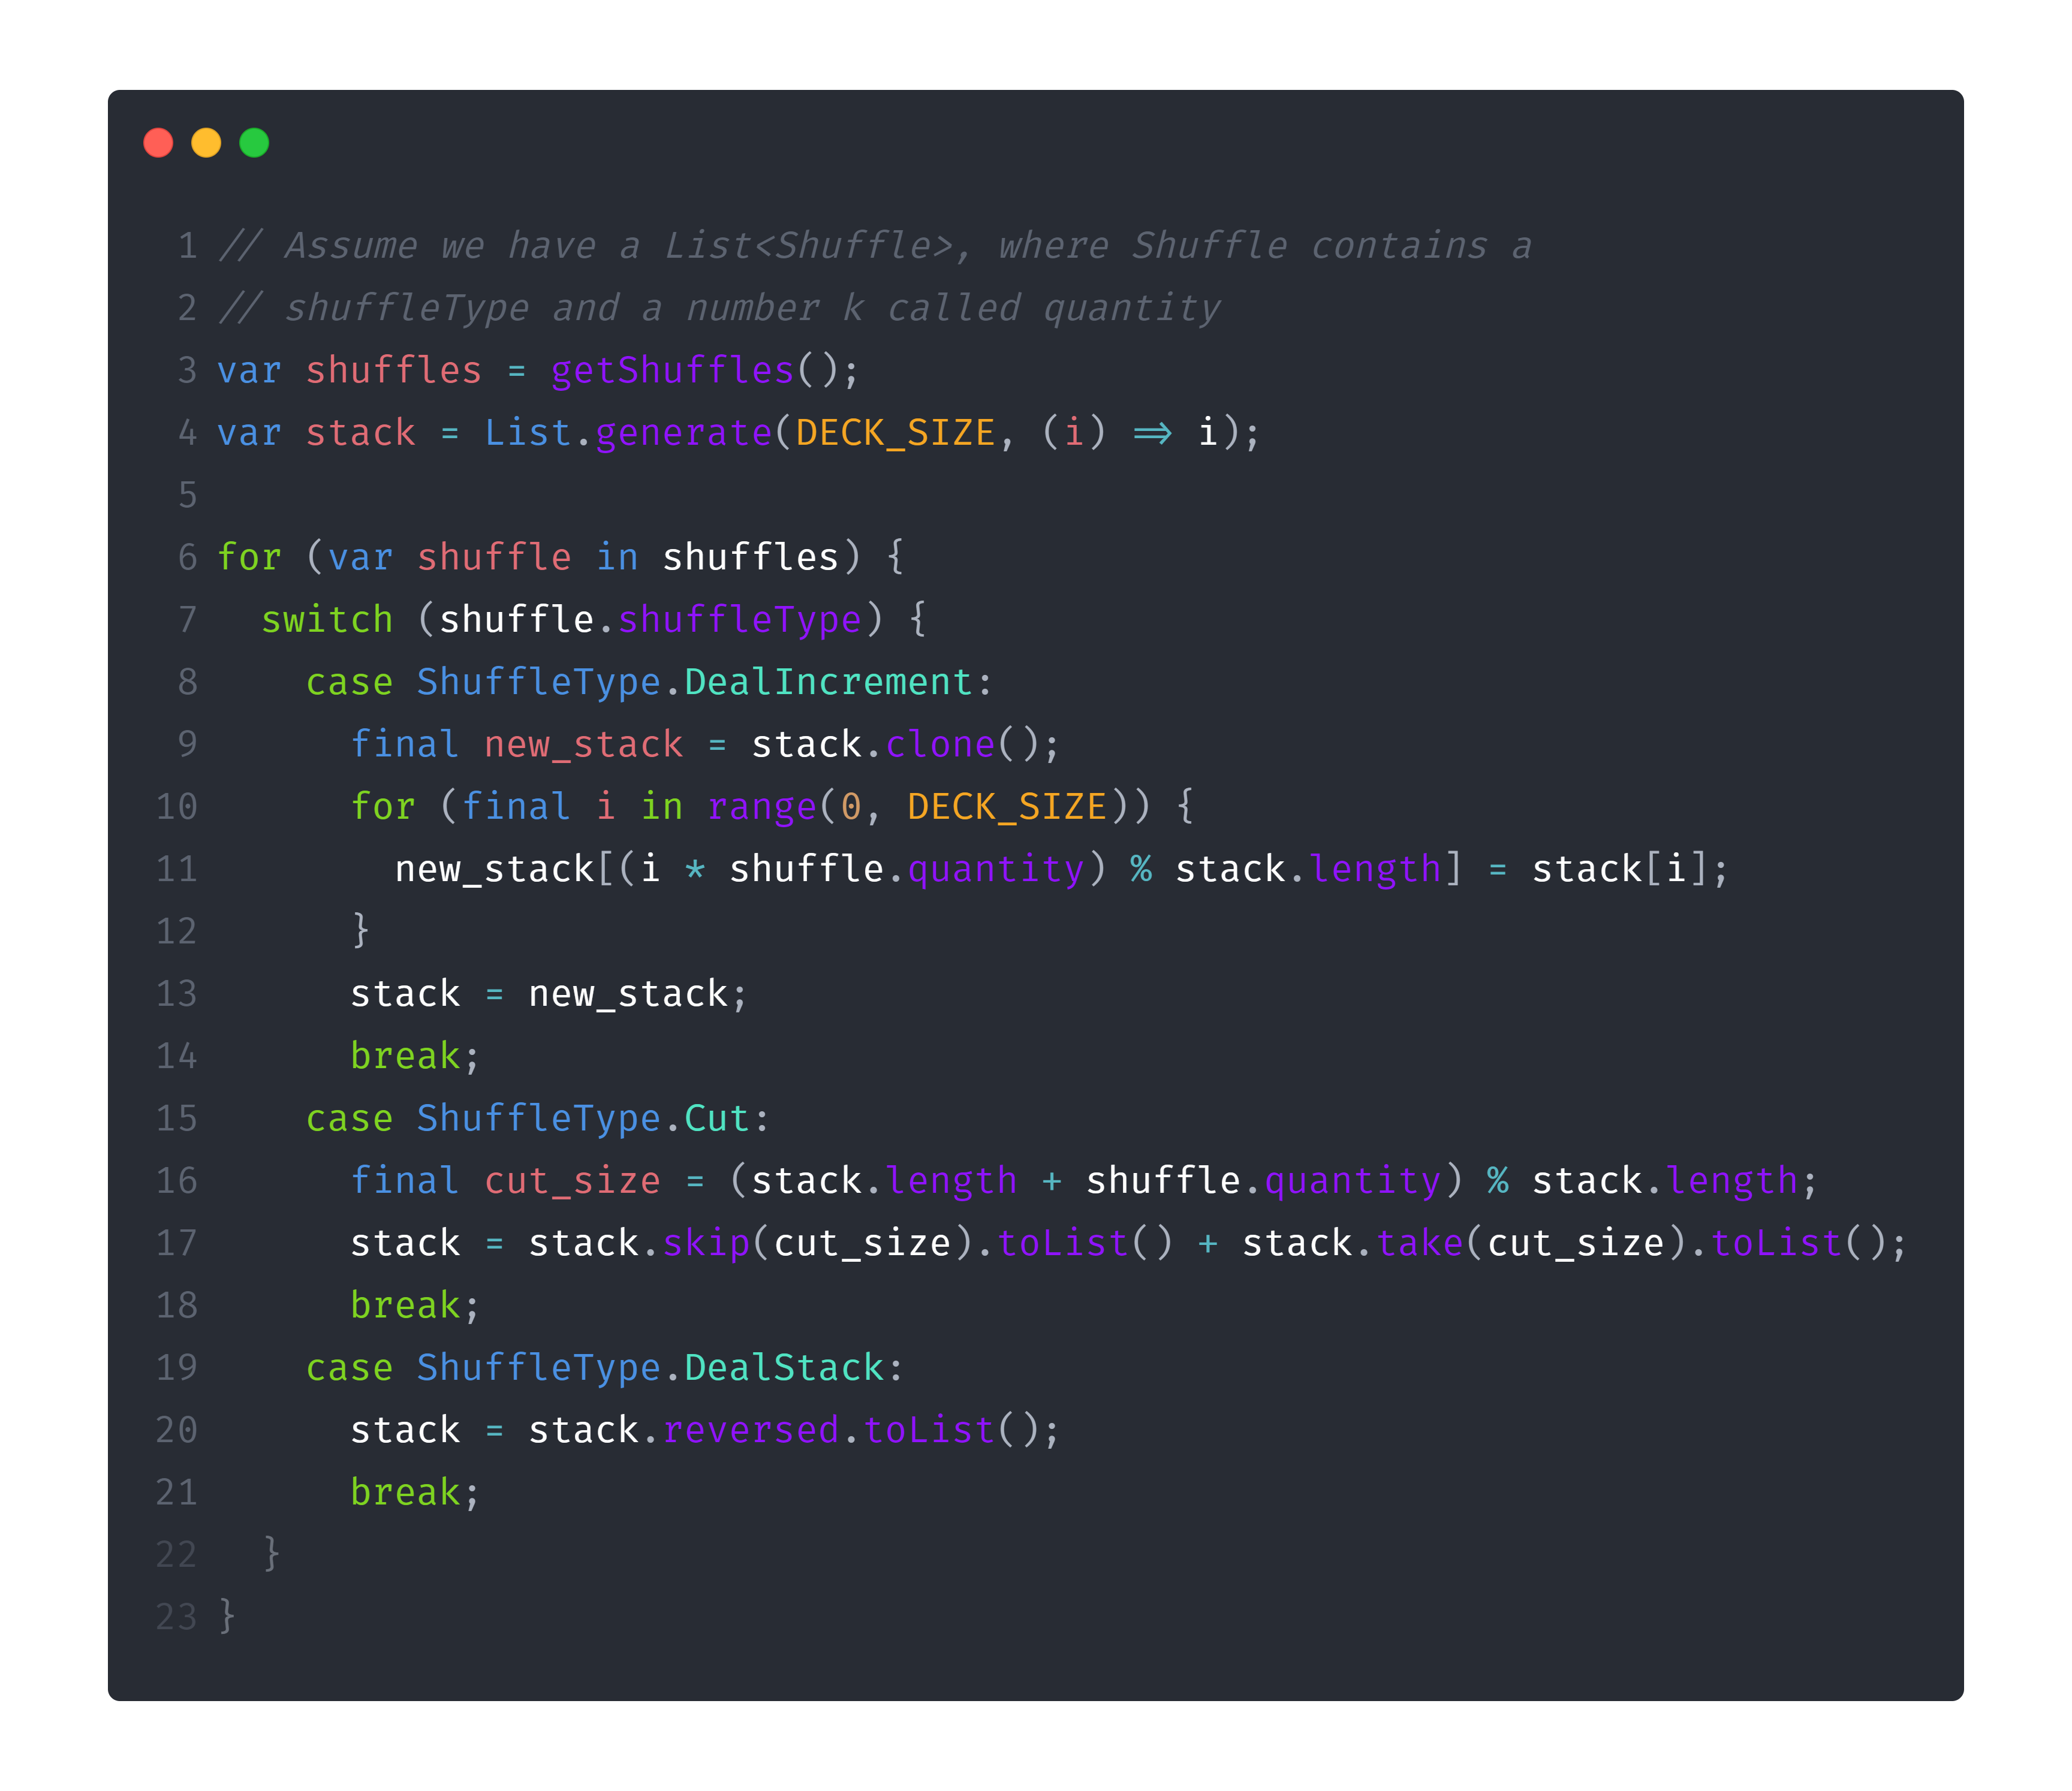 1 // Assume we have a List<Shuffle>, where Shuffle contains a
2 // shuffleType and a number k called quantity
3 var shuffles = getShuffles();
4 var stack = List.generate(DECK_SIZE, (i) => i);
5
6 for (var shuffle in shuffles) {
7   switch (shuffle.shuffleType) {
8     case ShuffleType.DealIncrement:
9       final new_stack = stack.clone();
10       for (final i in range(0, DECK_SIZE)) {
11         new_stack[(i * shuffle.quantity) % stack.length] = stack[i];
12       }
13       stack = new_stack;
14       break;
15     case ShuffleType.Cut:
16       final cut_size = (stack.length + shuffle.quantity) % stack.length;
17       stack = stack.skip(cut_size).toList() + stack.take(cut_size).toList();
18       break;
19     case ShuffleType.DealStack:
20       stack = stack.reversed.toList();
21       break;
22   }
23 }